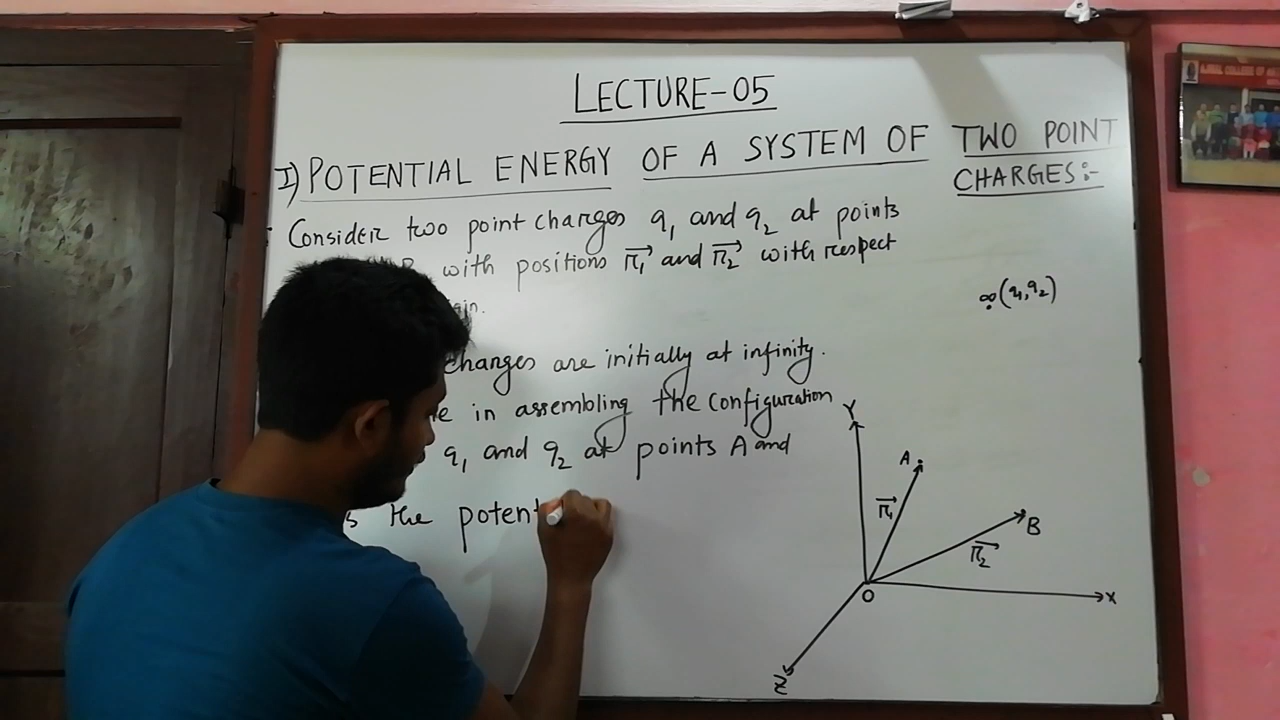 LECTURE-05
I) POTENTIAL ENERGY OF A SYSTEM OF TWO POINT
CHARGES:-
Consider two point charges q₁ and q₂ at points
with positions r₁ and r₂ with respect
charges are initially at infinity.
in assembling the configuration
q₁ and q₂ at points A and
the potent
∞(q₁,q₂)
Y
A
r₁
B
r₂
O
X
Z